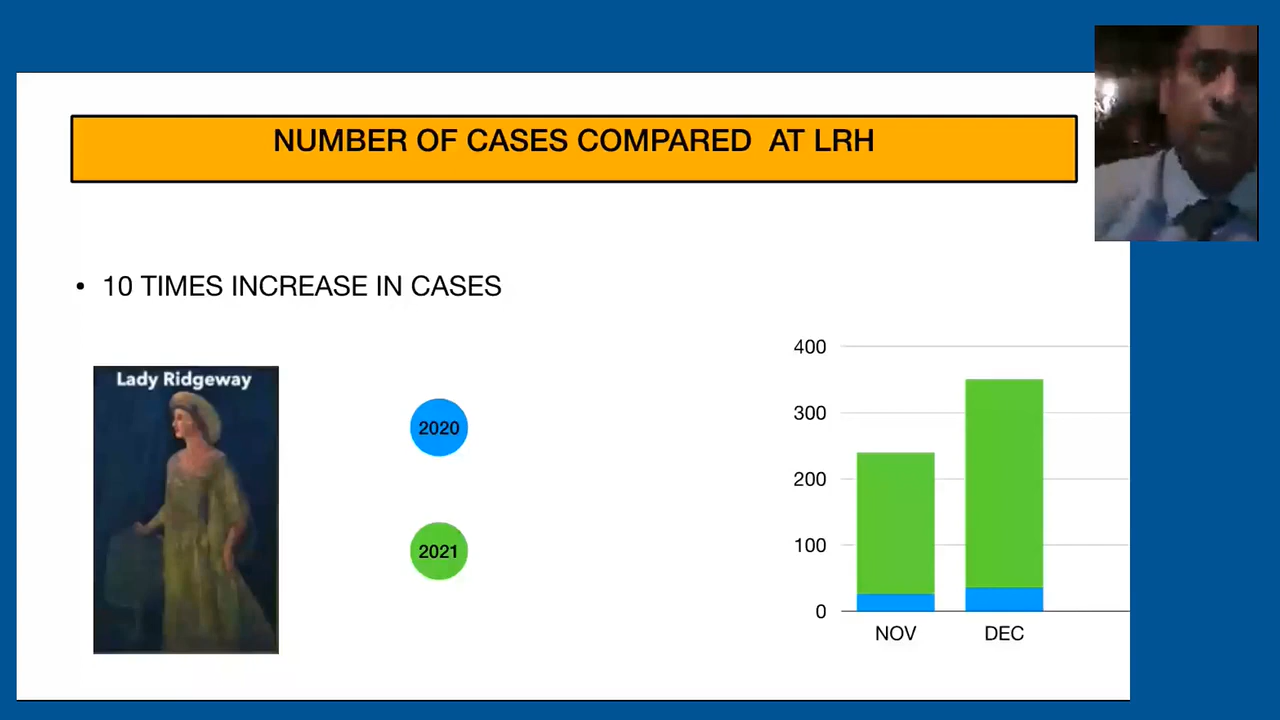 NUMBER OF CASES COMPARED AT LRH
• 10 TIMES INCREASE IN CASES
Lady Ridgeway
2020
2021
400
300
200
100
0
NOV DEC